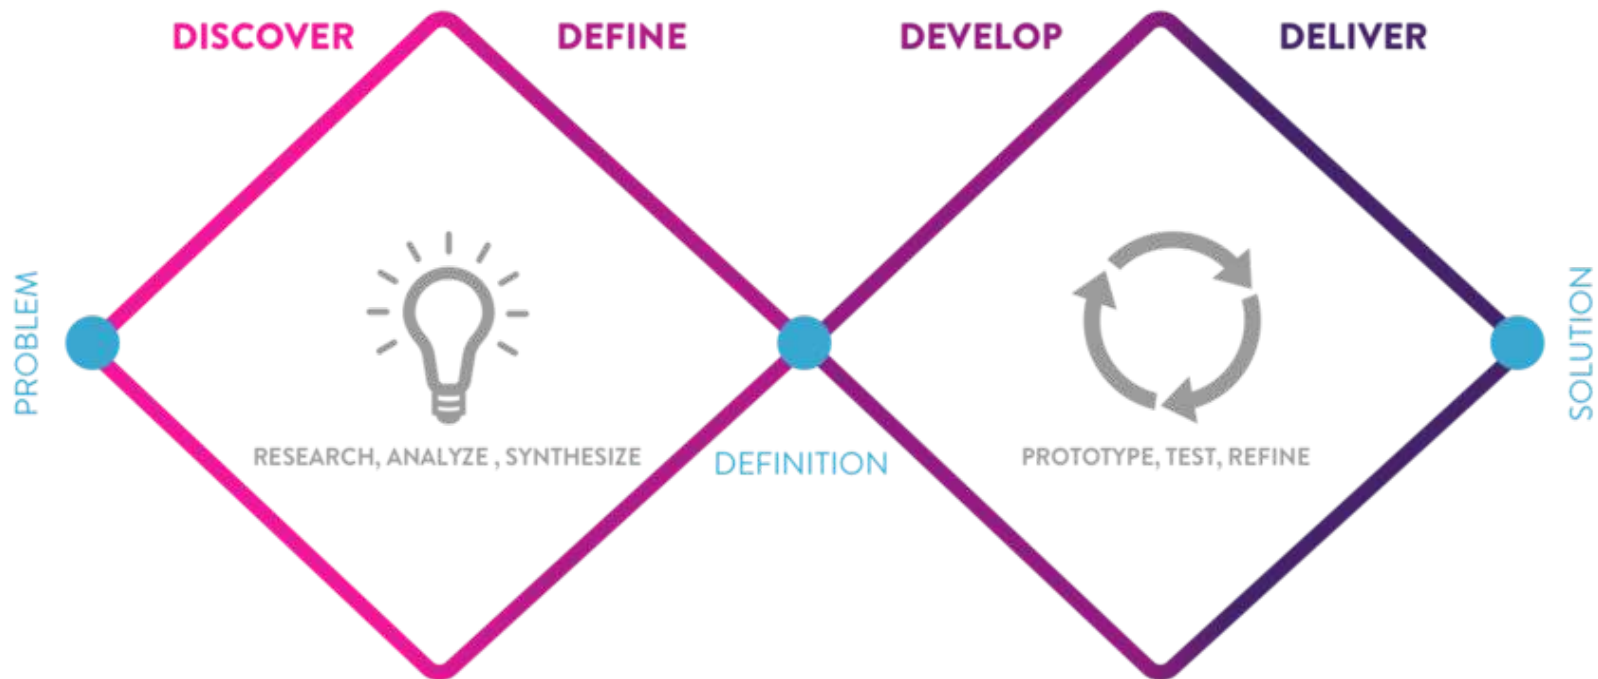 DISCOVER
DEFINE
DEVELOP
DELIVER
PROBLEM
RESEARCH, ANALYZE , SYNTHESIZE
DEFINITION
PROTOTYPE, TEST, REFINE
SOLUTION